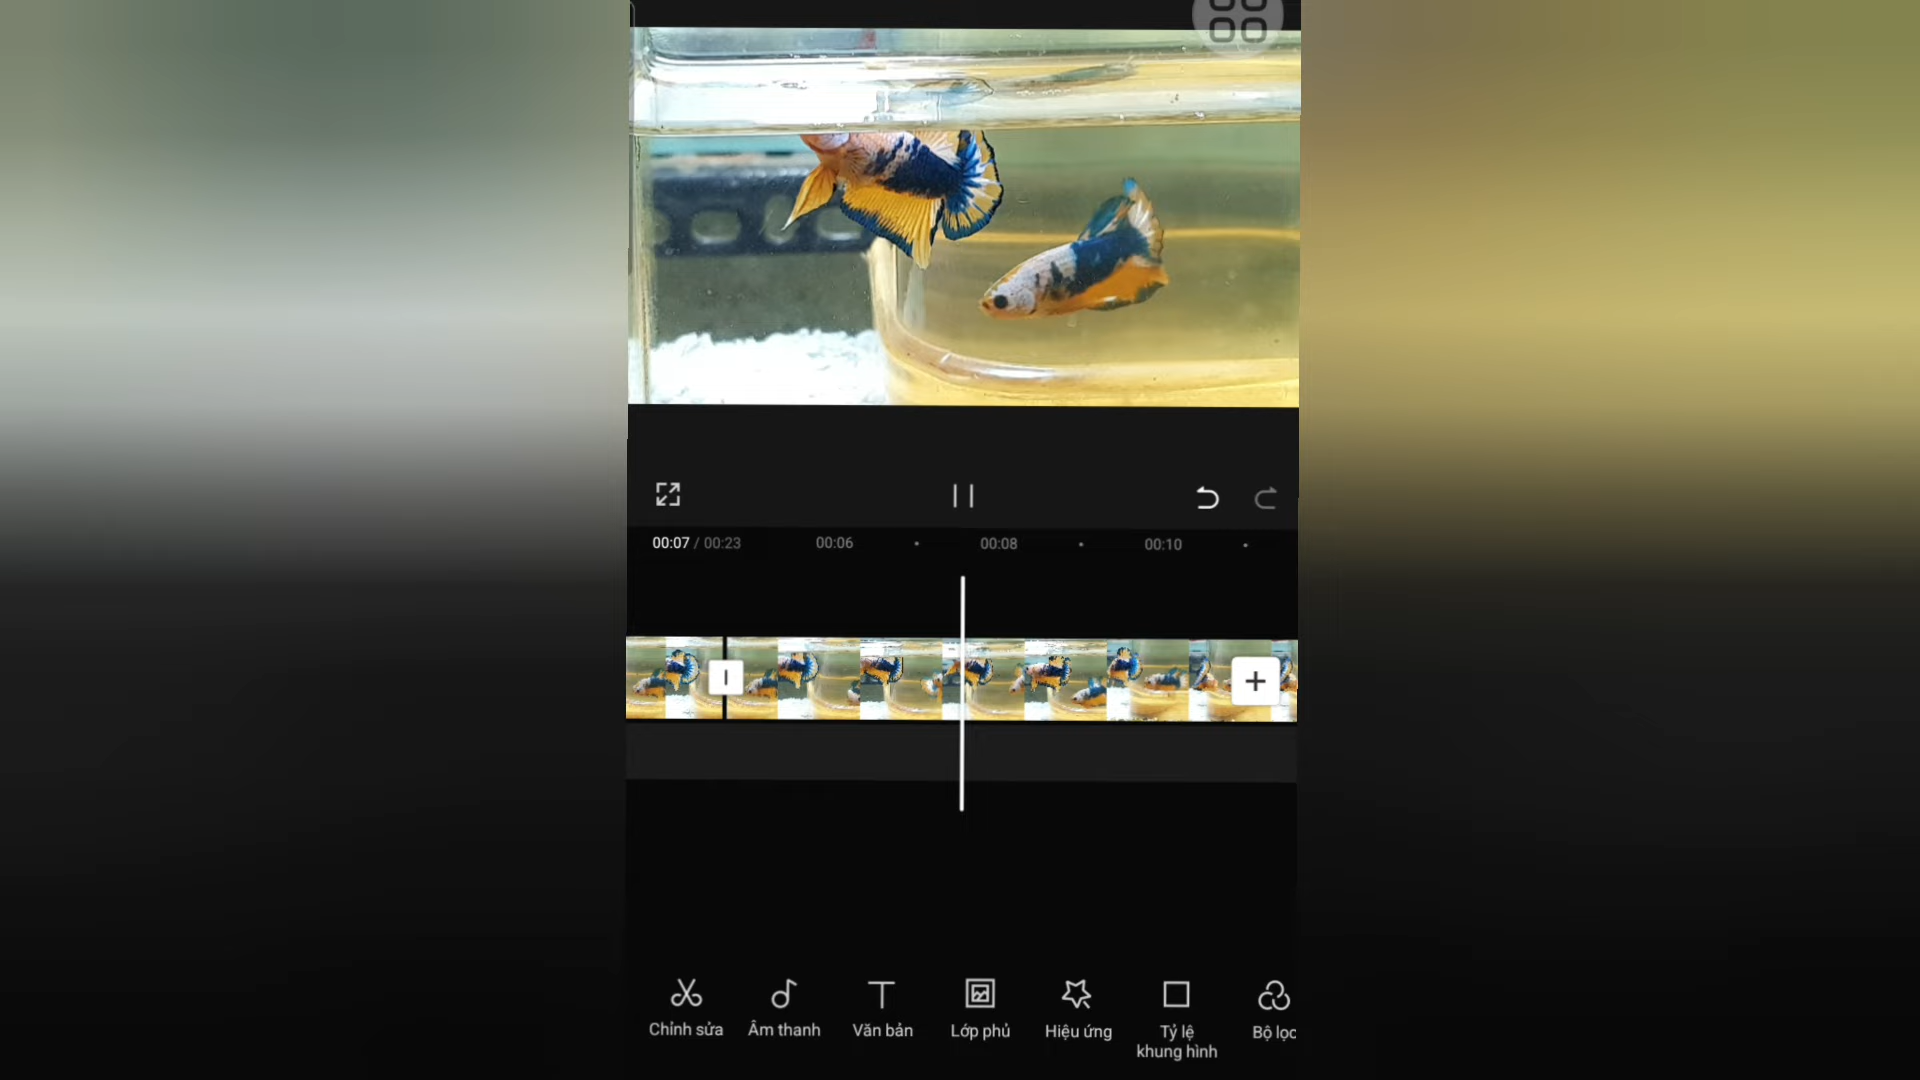 00:07 / 00:23
00:06
00:08
00:10
Chỉnh sửa
Âm thanh
Văn bản
Lớp phủ
Hiệu ứng
Tỷ lệ
khung hình
Bộ lọc